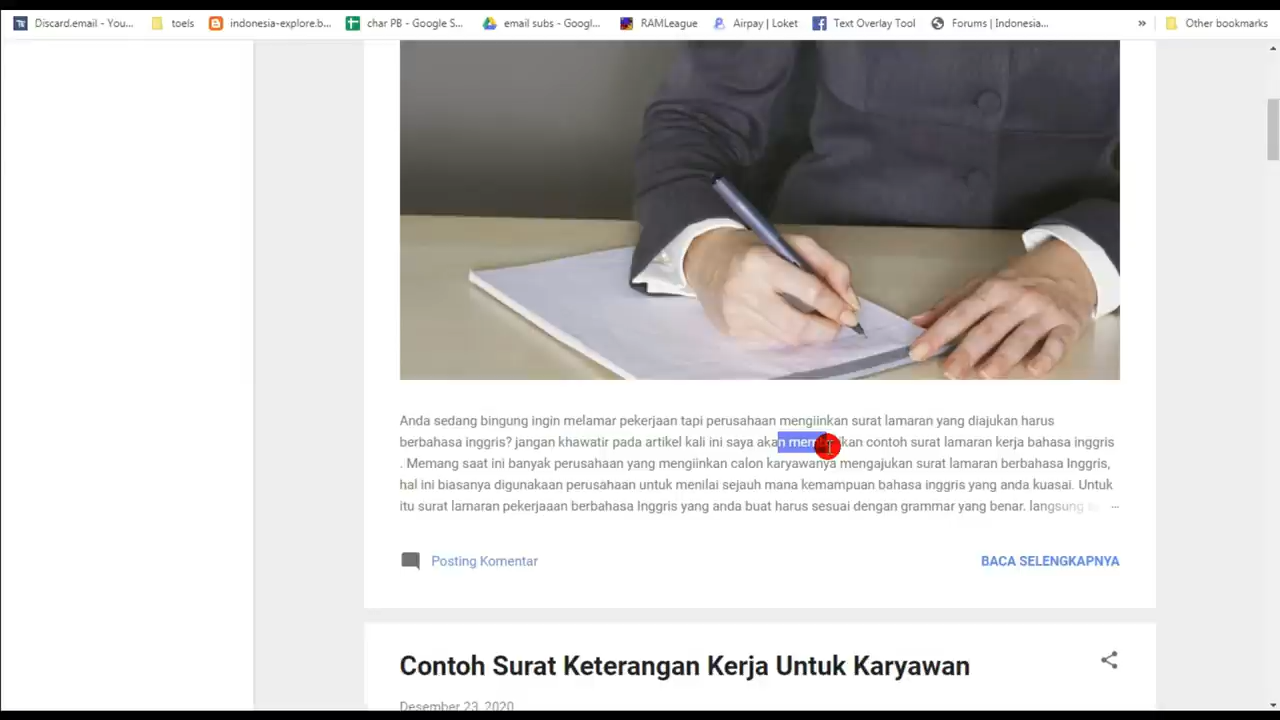 Discard.email - You... toels indonesia-explore.b... char PB - Google S... email subs - Googl... RAMLeague Airpay | Loket Text Overlay Tool Forums | Indonesia... » Other bookmarks
Anda sedang bingung ingin melamar pekerjaan tapi perusahaan mengiinkan surat lamaran yang diajukan harus
berbahasa inggris? jangan khawatir pada artikel kali ini saya akan memberikan contoh surat lamaran kerja bahasa inggris
. Memang saat ini banyak perusahaan yang mengiinkan calon karyawanya mengajukan surat lamaran berbahasa Inggris,
hal ini biasanya digunakaan perusahaan untuk menilai sejauh mana kemampuan bahasa inggris yang anda kuasai. Untuk
itu surat lamaran pekerjaaan berbahasa Inggris yang anda buat harus sesuai dengan grammar yang benar. langsung ...
Posting Komentar BACA SELENGKAPNYA
Contoh Surat Keterangan Kerja Untuk Karyawan
Desember 23, 2020